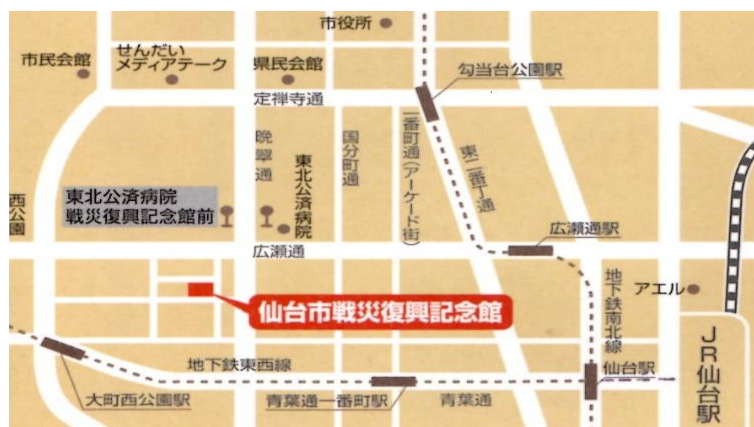 市役所
市民会館
せんだい
メディアテーク
県民会館
勾当台公園駅
定禅寺通
晩翠通
国分町通
一番町通(アーケード街)
東二番丁通
東北公済病院
西公園
東北公済病院
戦災復興記念館前
広瀬通駅
広瀬通
地下鉄南北線
アエル
仙台市戦災復興記念館
JR仙台駅
地下鉄東西線
仙台駅
大町西公園駅
青葉通一番町駅
青葉通